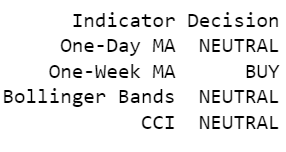 Indicator Decision
One-Day MA NEUTRAL
One-Week MA BUY
Bollinger Bands NEUTRAL
CCI NEUTRAL